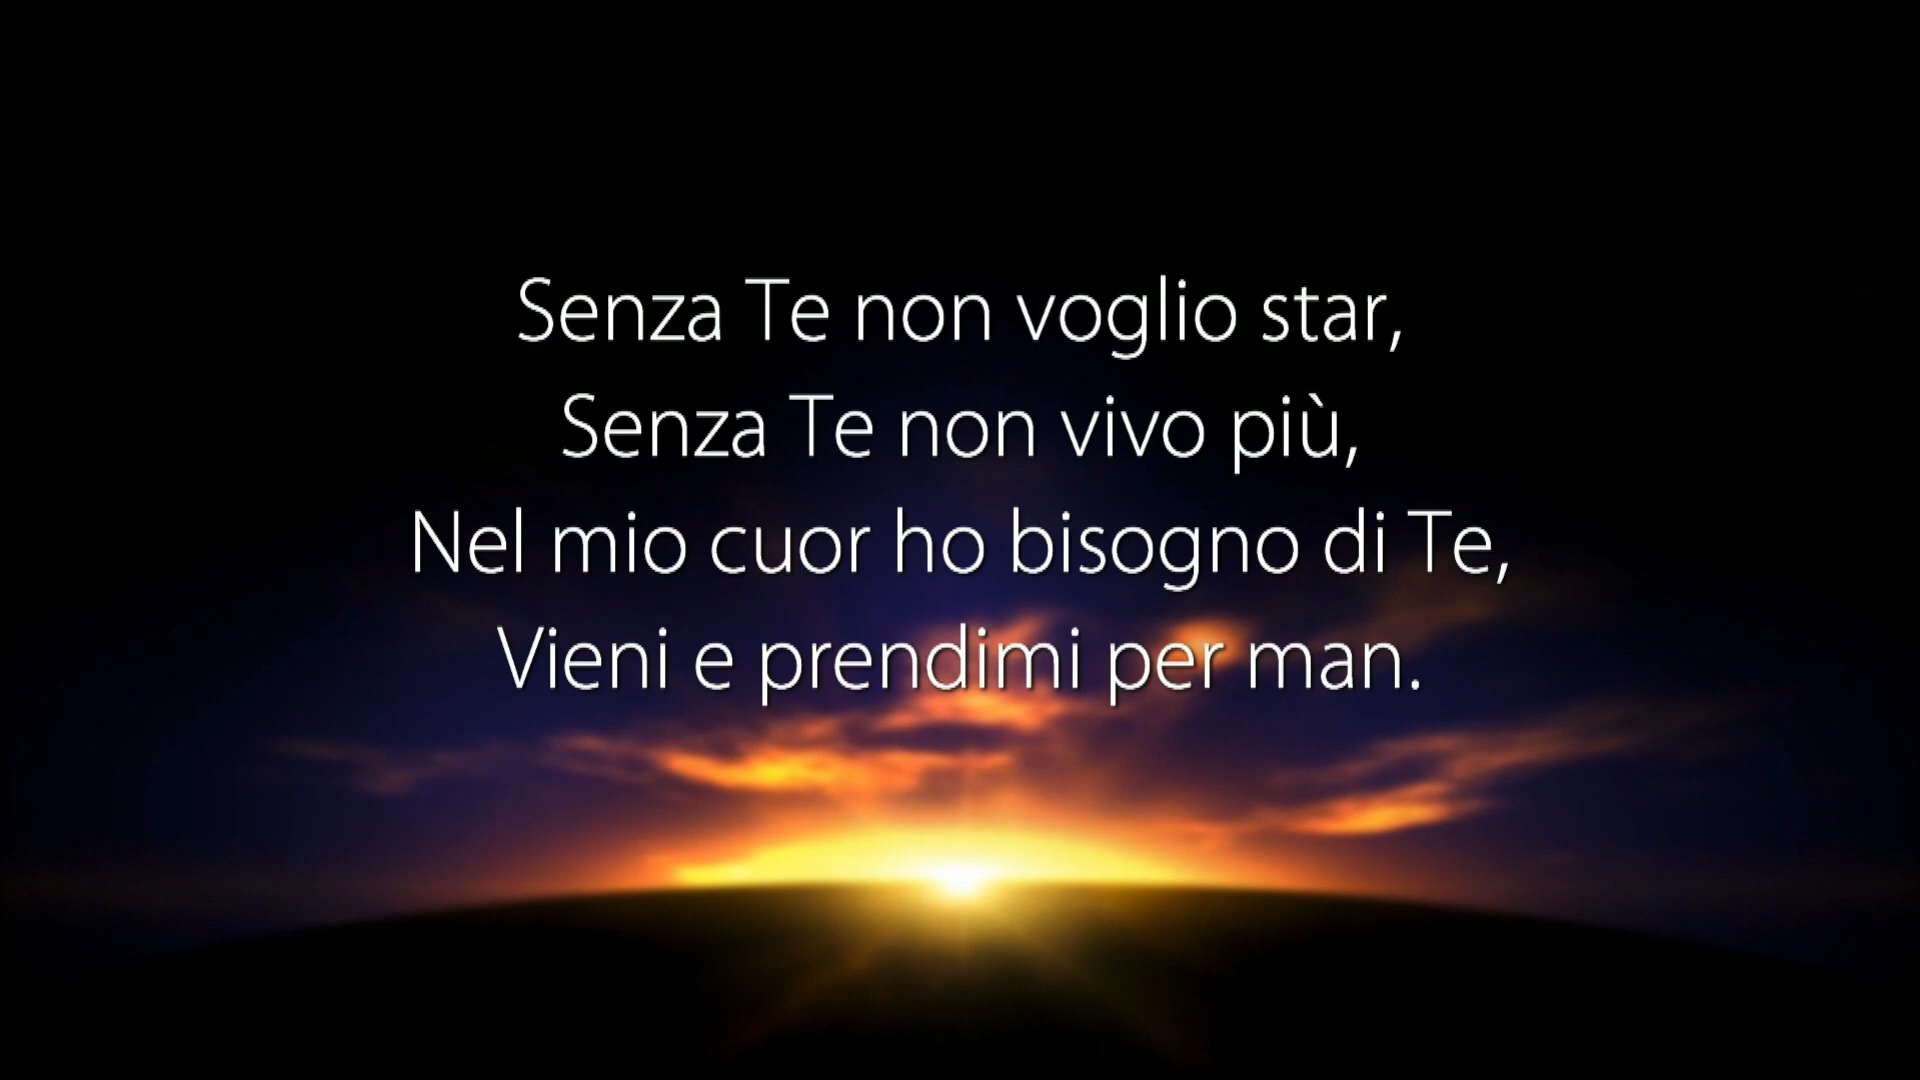 Senza Te non voglio star,
Senza Te non vivo più,
Nel mio cuor ho bisogno di Te,
Vieni e prendimi per man.